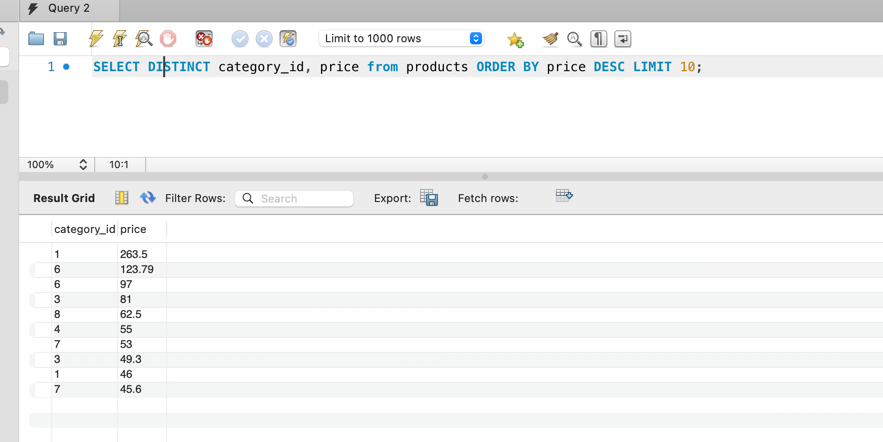 Query 2
Limit to 1000 rows
1 SELECT DISTINCT category_id, price from products ORDER BY price DESC LIMIT 10;
100% 10:1
Result Grid Filter Rows: Search Export: Fetch rows:
category_id price
1 263.5
6 123.79
6 97
3 81
8 62.5
4 55
7 53
3 49.3
1 46
7 45.6